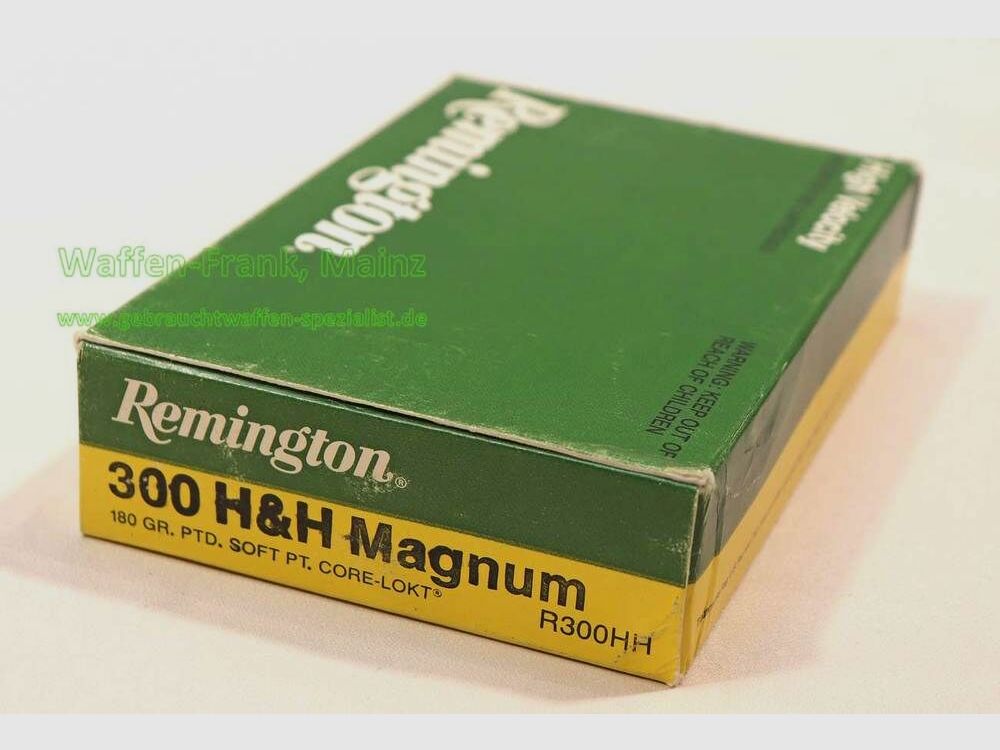 Remington
High Velocity
Waffen-Frank, Mainz
www.gebrauchtwaffen-spezialist.de
WARNING: KEEP OUT OF
REACH OF CHILDREN
Remington®
300 H&H Magnum
180 GR. PTD. SOFT PT. CORE-LOKT®
R300HH